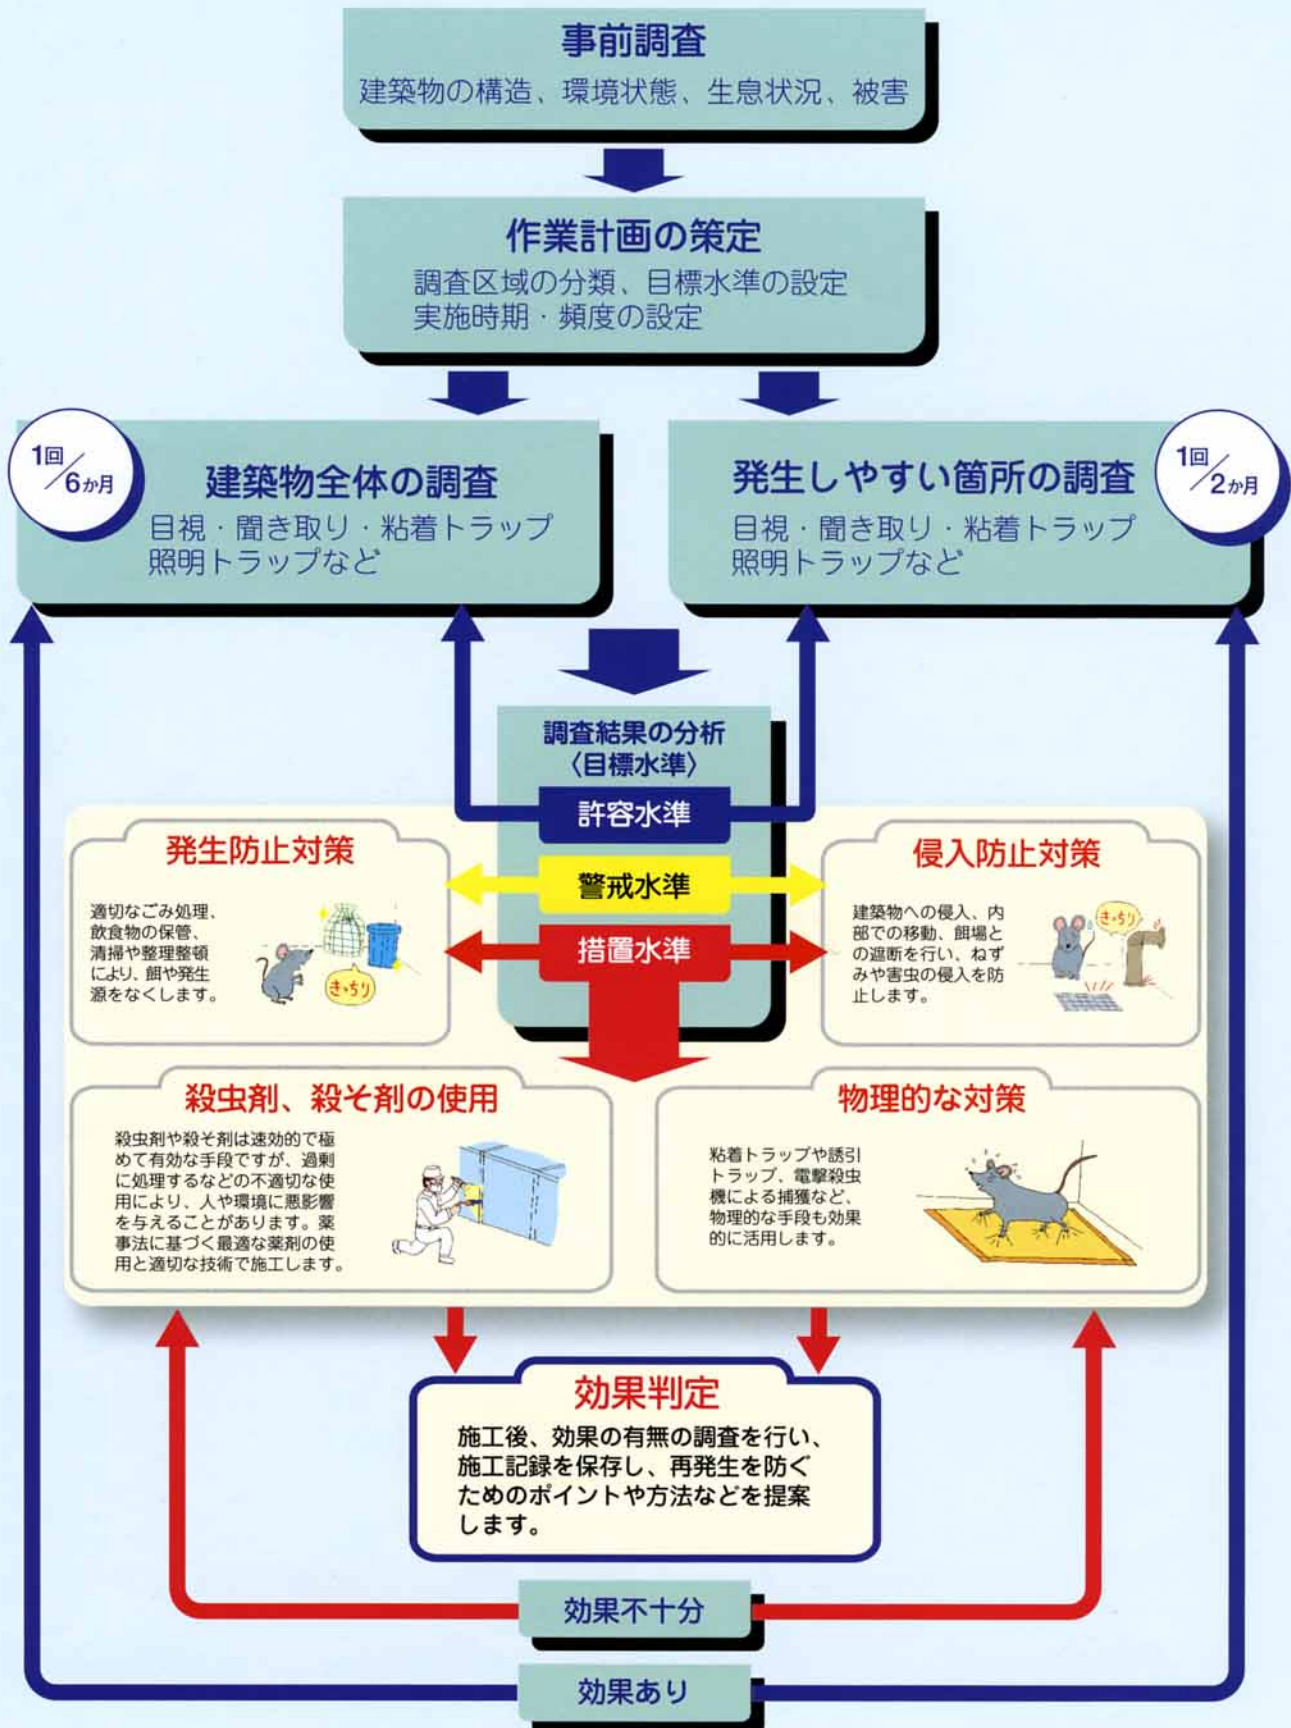 事前調査
建築物の構造、環境状態、生息状況、被害
作業計画の策定
調査区域の分類、目標水準の設定
実施時期・頻度の設定
1回/6か月
建築物全体の調査
目視・聞き取り・粘着トラップ
照明トラップなど
発生しやすい箇所の調査
1回/2か月
目視・聞き取り・粘着トラップ
照明トラップなど
調査結果の分析
〈目標水準〉
許容水準
警戒水準
措置水準
発生防止対策
適切なごみ処理、
飲食物の保管、
清掃や整理整頓
により、餌や発生
源をなくします。
きっちり
侵入防止対策
建築物への侵入、内
部での移動、餌場と
の遮断を行い、ねず
みや害虫の侵入を防
止します。
きっちり
殺虫剤、殺そ剤の使用
殺虫剤や殺そ剤は速効的で極
めて有効な手段ですが、過剰
に処理するなどの不適切な使
用により、人や環境に悪影響
を与えることがあります。薬
事法に基づく最適な薬剤の使
用と適切な技術で施工します。
物理的な対策
粘着トラップや誘引
トラップ、電撃殺虫
機による捕獲など、
物理的な手段も効果
的に活用します。
効果判定
施工後、効果の有無の調査を行い、
施工記録を保存し、再発生を防ぐ
ためのポイントや方法などを提案
します。
効果不十分
効果あり